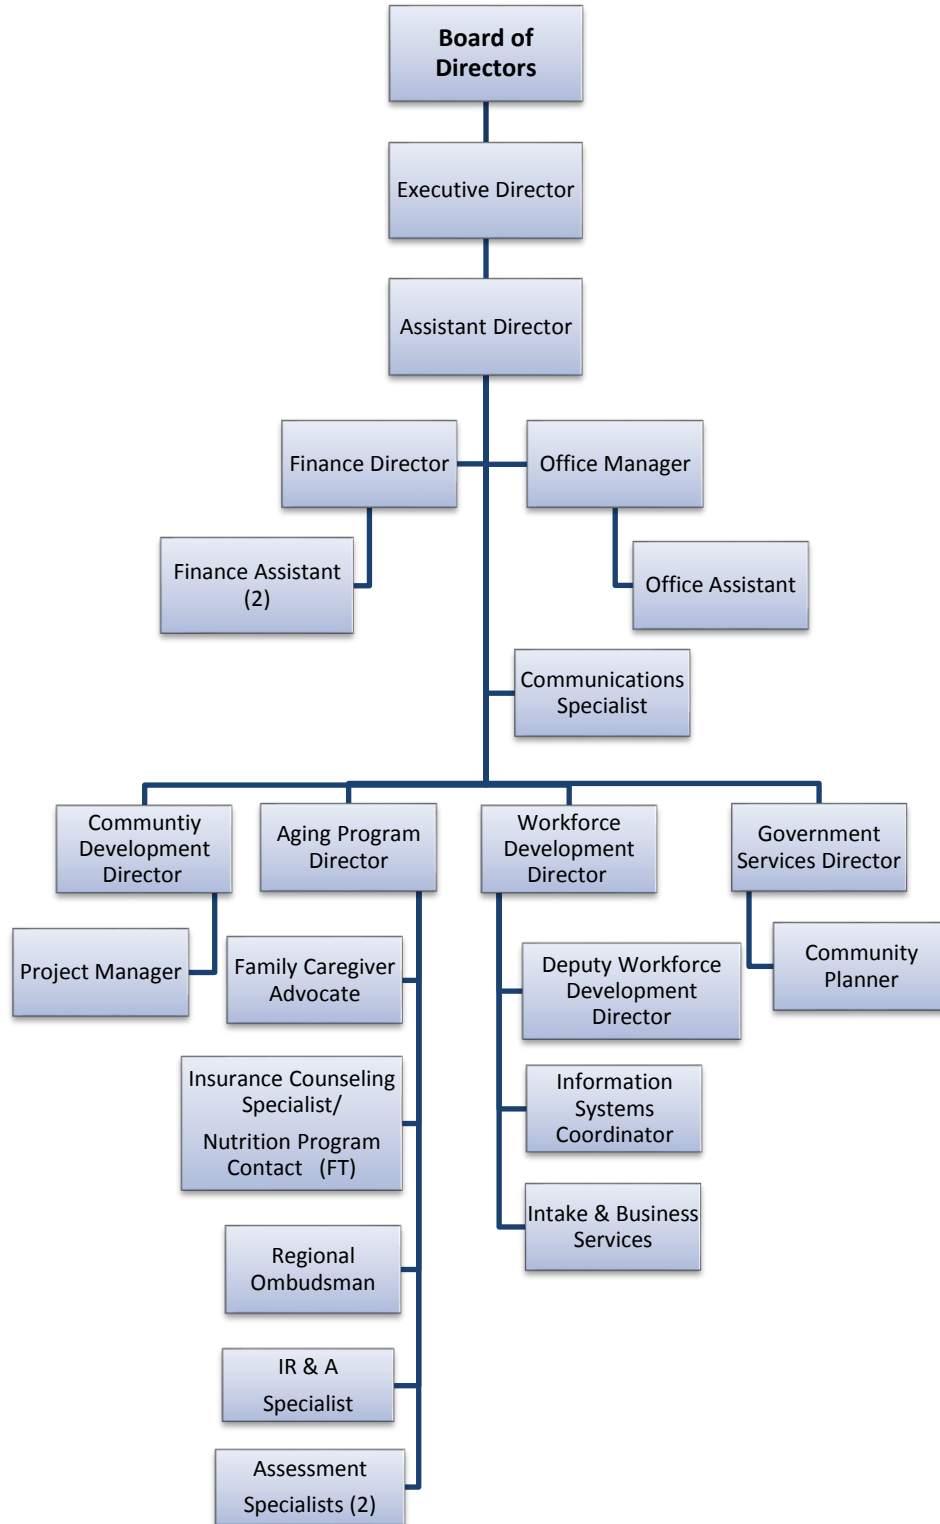 Board of
Directors
Executive Director
Assistant Director
Finance Director
Office Manager
Finance Assistant
(2)
Office Assistant
Communications
Specialist
Communtiy
Development
Director
Aging Program
Director
Workforce
Development
Director
Government
Services Director
Project Manager
Family Caregiver
Advocate
Deputy Workforce
Development
Director
Community
Planner
Insurance Counseling
Specialist/
Nutrition Program
Contact (FT)
Information
Systems
Coordinator
Intake & Business
Services
Regional
Ombudsman
IR & A
Specialist
Assessment
Specialists (2)